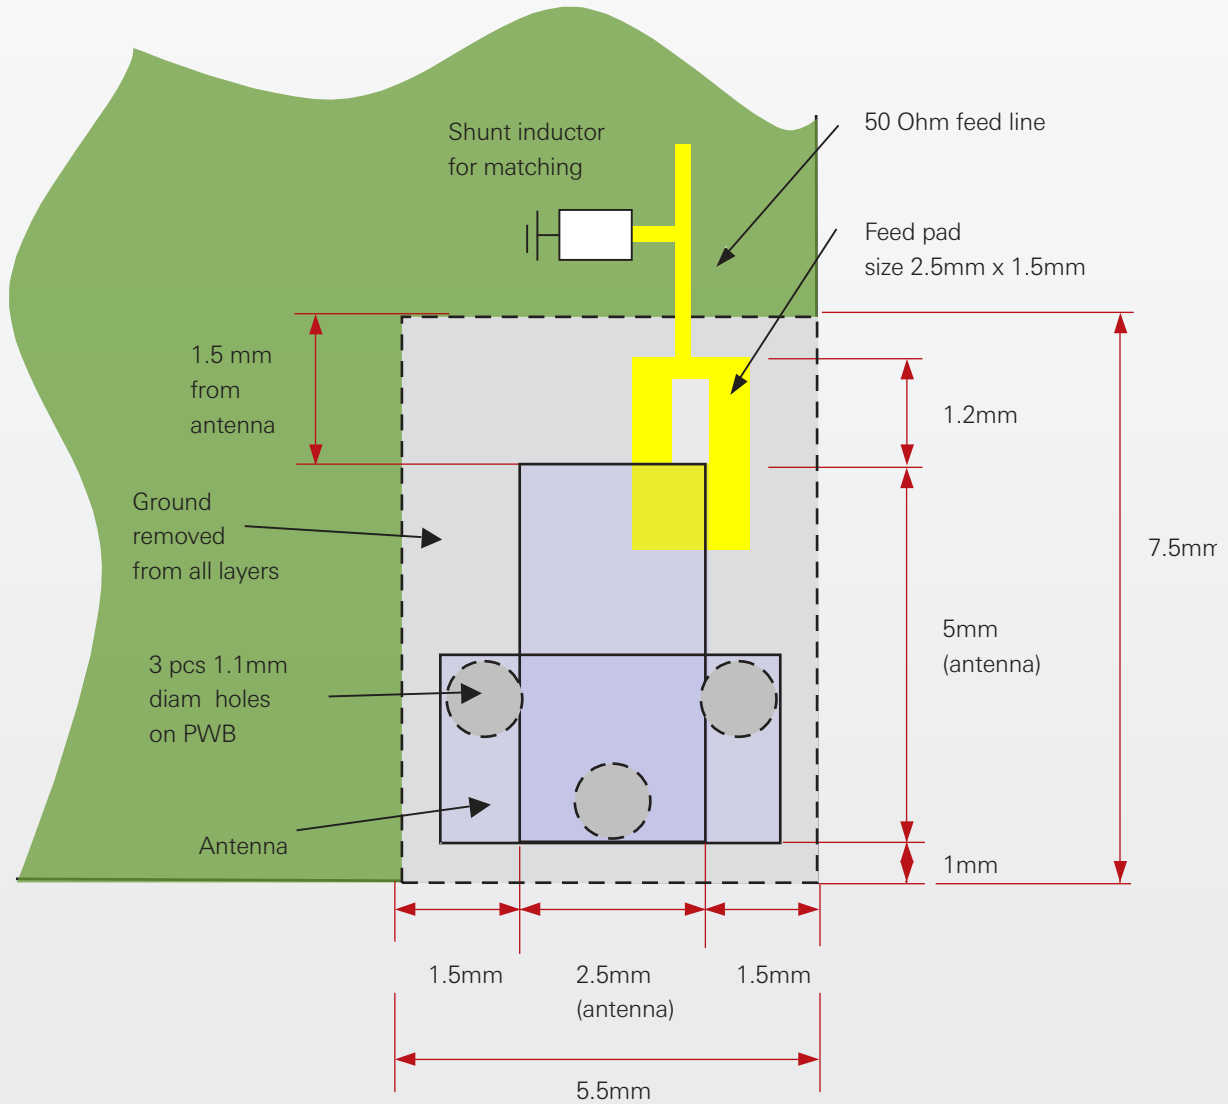 Shunt inductor
for matching
50 Ohm feed line
Feed pad
size 2.5mm x 1.5mm
1.5 mm
from
antenna
1.2mm
Ground
removed
from all layers
7.5mm
5mm
(antenna)
3 pcs 1.1mm
diam holes
on PWB
Antenna
1mm
1.5mm
2.5mm
(antenna)
1.5mm
5.5mm